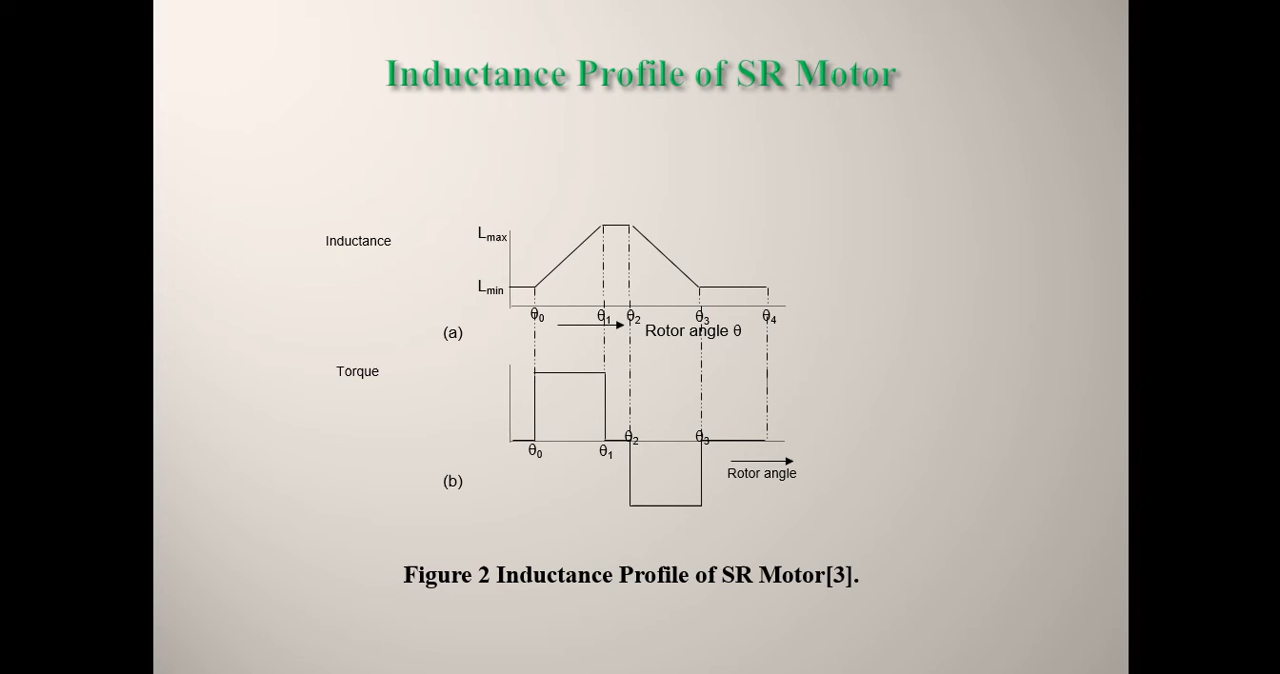 Inductance Profile of SR Motor
Inductance
Lmax
Lmin
θ0 θ1 θ2 θ3 θ4
(a)
Rotor angle θ
Torque
θ2 θ3
θ0 θ1
Rotor angle
(b)
Figure 2 Inductance Profile of SR Motor[3].